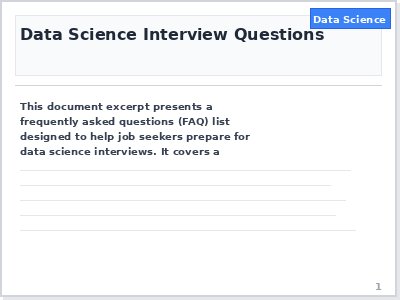 Data Science
Data Science Interview Questions
This document excerpt presents a
frequently asked questions (FAQ) list
designed to help job seekers prepare for
data science interviews. It covers a
1